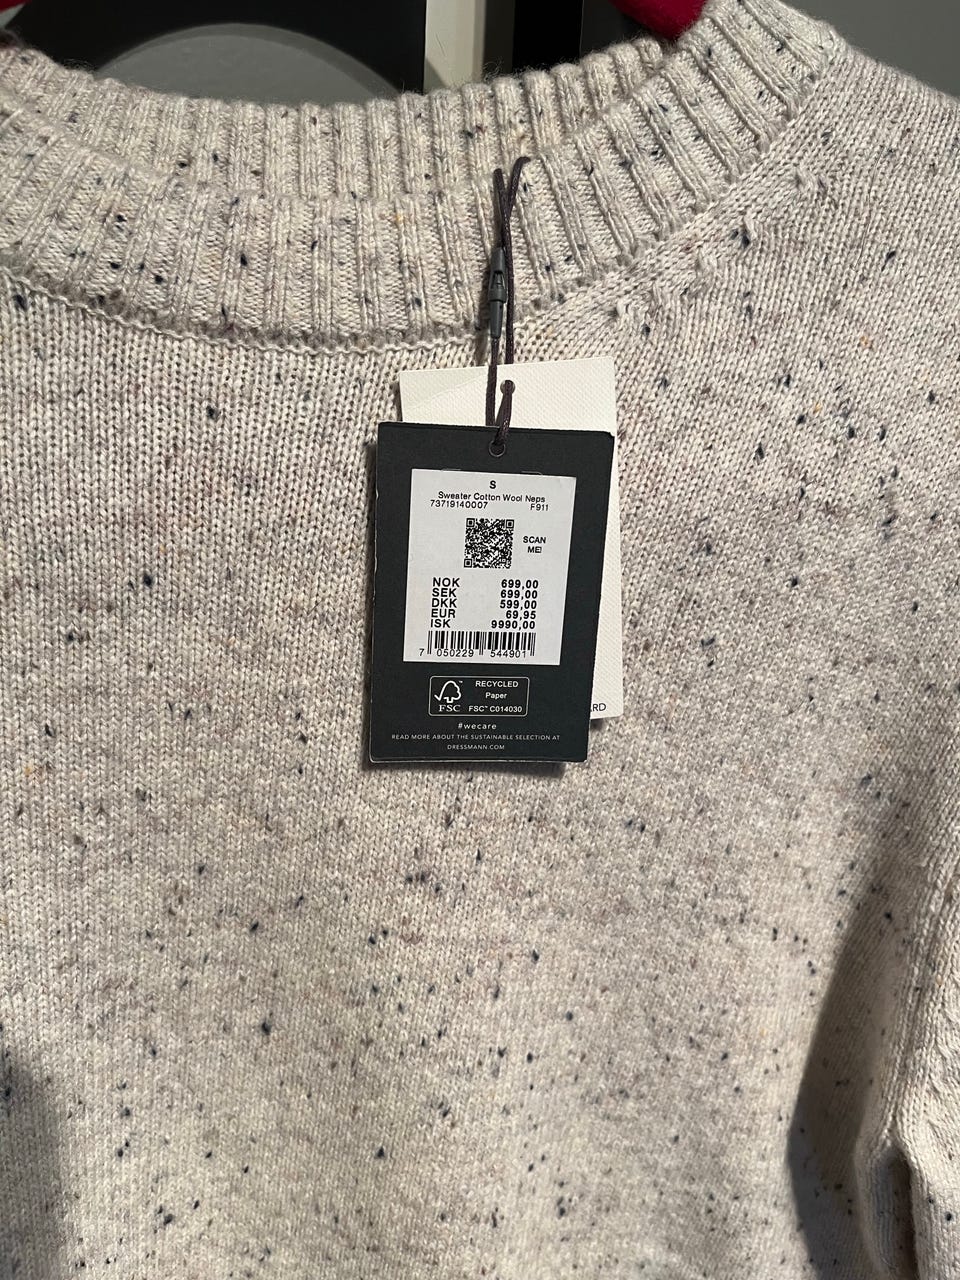 S
Sweater Cotton Wool Neps
73719140007 F911
SCAN
ME!
NOK 699,00
SEK 699,00
DKK 599,00
EUR 69,95
ISK 9990,00
7 050229 544901
RECYCLED
Paper
FSC™ FSC™ C014030
#wecare
READ MORE ABOUT THE SUSTAINABLE SELECTION AT
DRESSMANN.COM